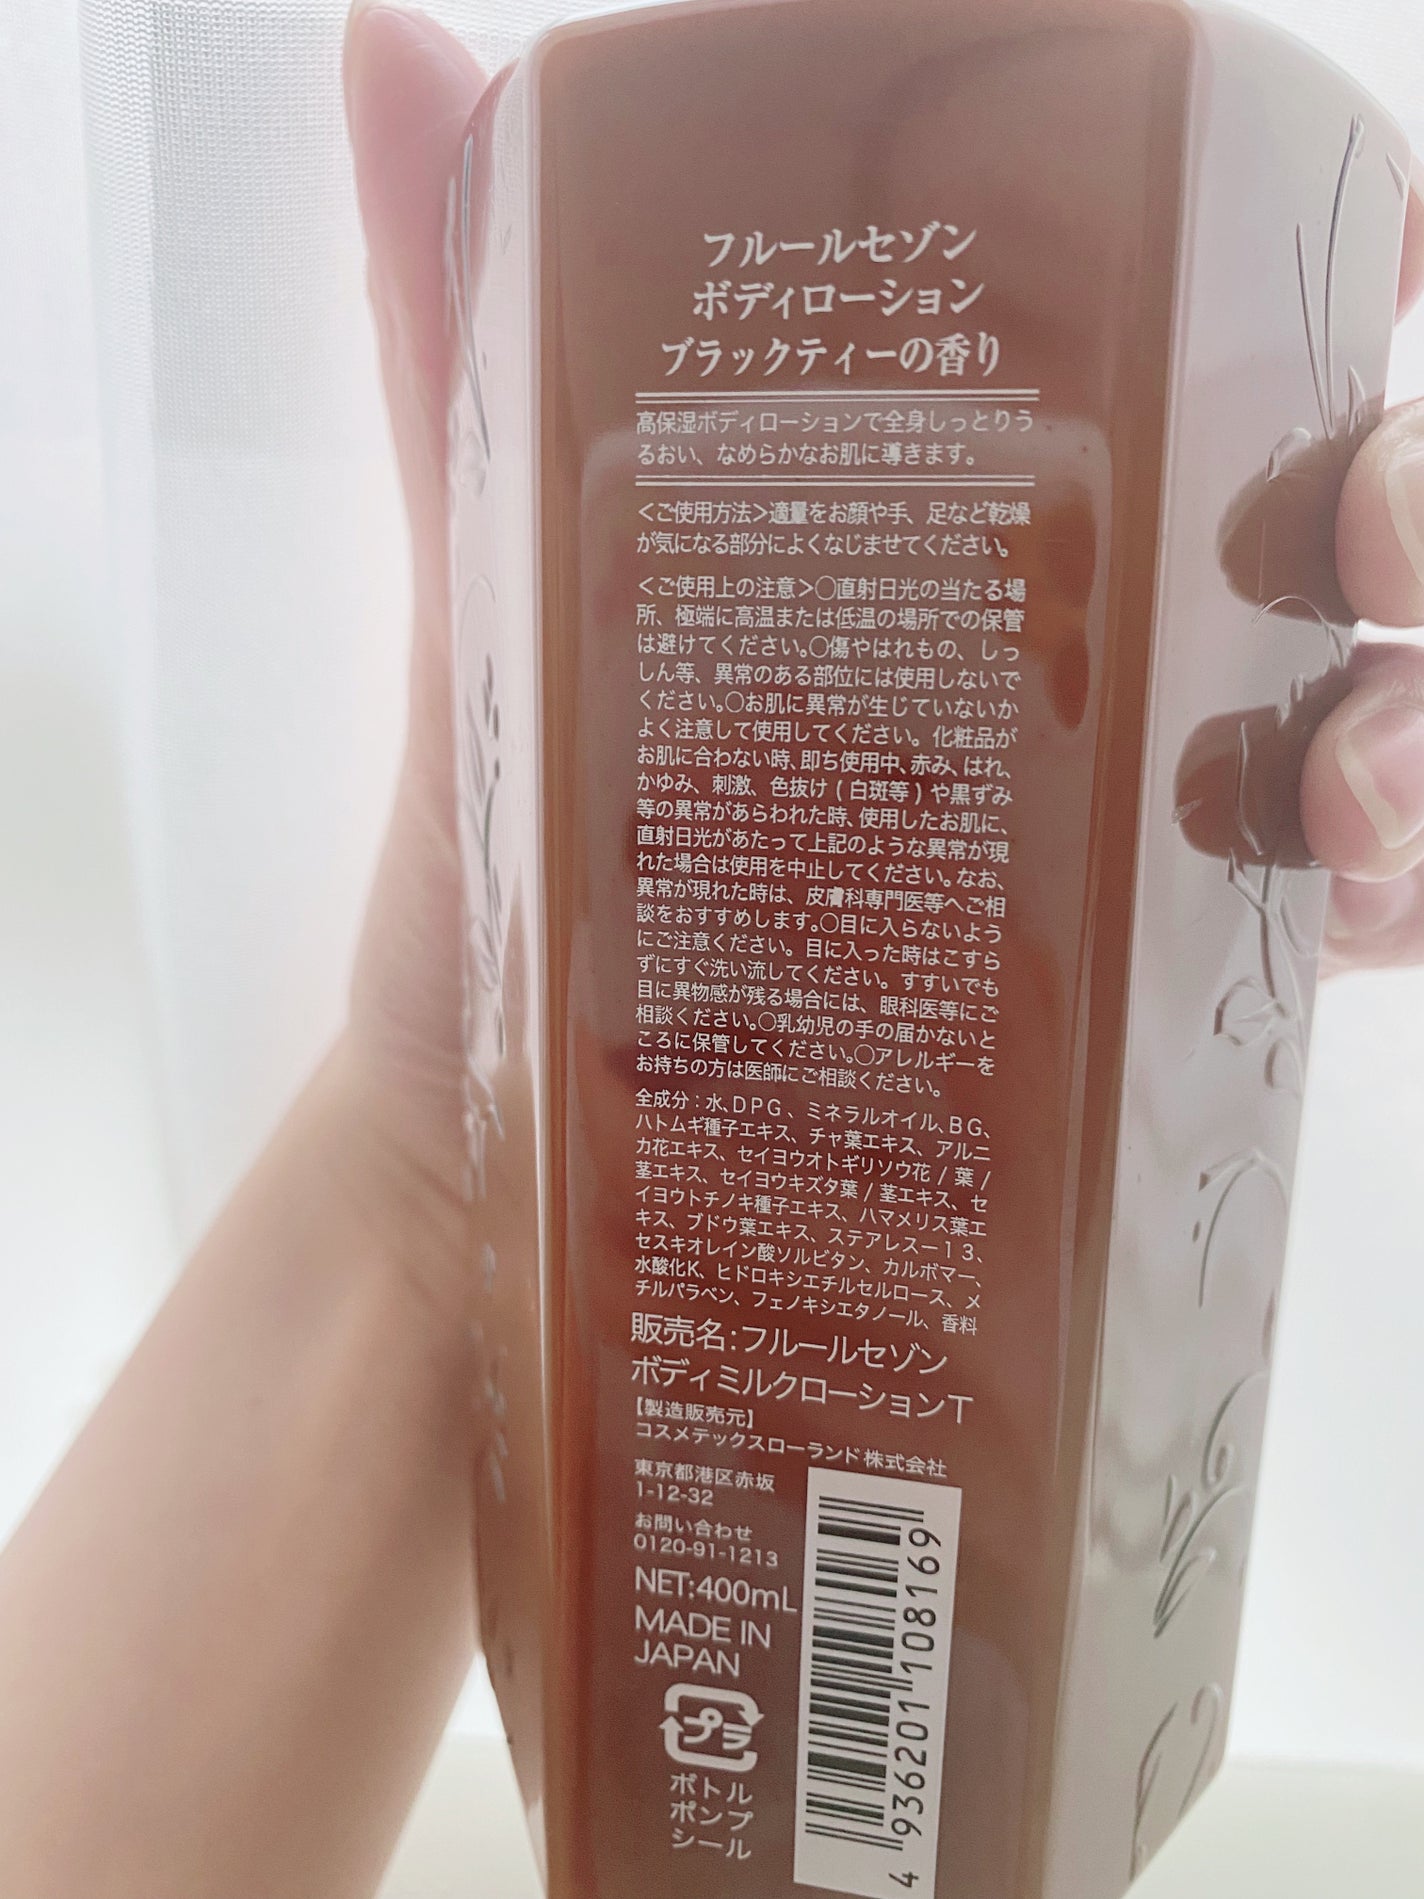 フルールセゾン
ボディローション
ブラックティーの香り
高保湿ボディローションで全身しっとりう
るおい、なめらかなお肌に導きます。
＜ご使用方法＞適量をお顔や手、足など乾燥
が気になる部分によくなじませてください。
＜ご使用上の注意＞○直射日光の当たる場
所、極端に高温または低温の場所での保管
は避けてください。○傷やはれもの、しっ
しん等、異常のある部位には使用しないで
ください。○お肌に異常が生じていないか
よく注意して使用してください。化粧品が
お肌に合わない時、即ち使用中、赤み、はれ、
かゆみ、刺激、色抜け(白斑等)や黒ずみ
等の異常があらわれた時、使用したお肌に、
直射日光があたって上記のような異常が現
れた場合は使用を中止してください。なお、
異常が現れた時は、皮膚科専門医等へご相
談をおすすめします。○目に入らないよう
にご注意ください。目に入った時はこすら
ずにすぐ洗い流してください。すすいでも
目に異物感が残る場合には、眼科医等にご
相談ください。○乳幼児の手の届かないと
ころに保管してください。○アレルギーを
お持ちの方は医師にご相談ください。
全成分：水、DPG、ミネラルオイル、BG、
ハトムギ種子エキス、チャ葉エキス、アルニ
カ花エキス、セイヨウオトギリソウ花/葉/
茎エキス、セイヨウキズタ葉/茎エキス、セ
イヨウトチノキ種子エキス、ハマメリス葉エ
キス、ブドウ葉エキス、ステアレスー13、
セスキオレイン酸ソルビタン、カルボマー、
水酸化K、ヒドロキシエチルセルロース、メ
チルパラベン、フェノキシエタノール、香料
販売名:フルールセゾン
ボディミルクローションT
【製造販売元】
コスメテックスローランド株式会社
東京都港区赤坂
1-12-32
お問い合わせ
0120-91-1213
NET:400mL
MADE IN
JAPAN
プラ
ボトル
ポンプ
シール
4 936201 108169